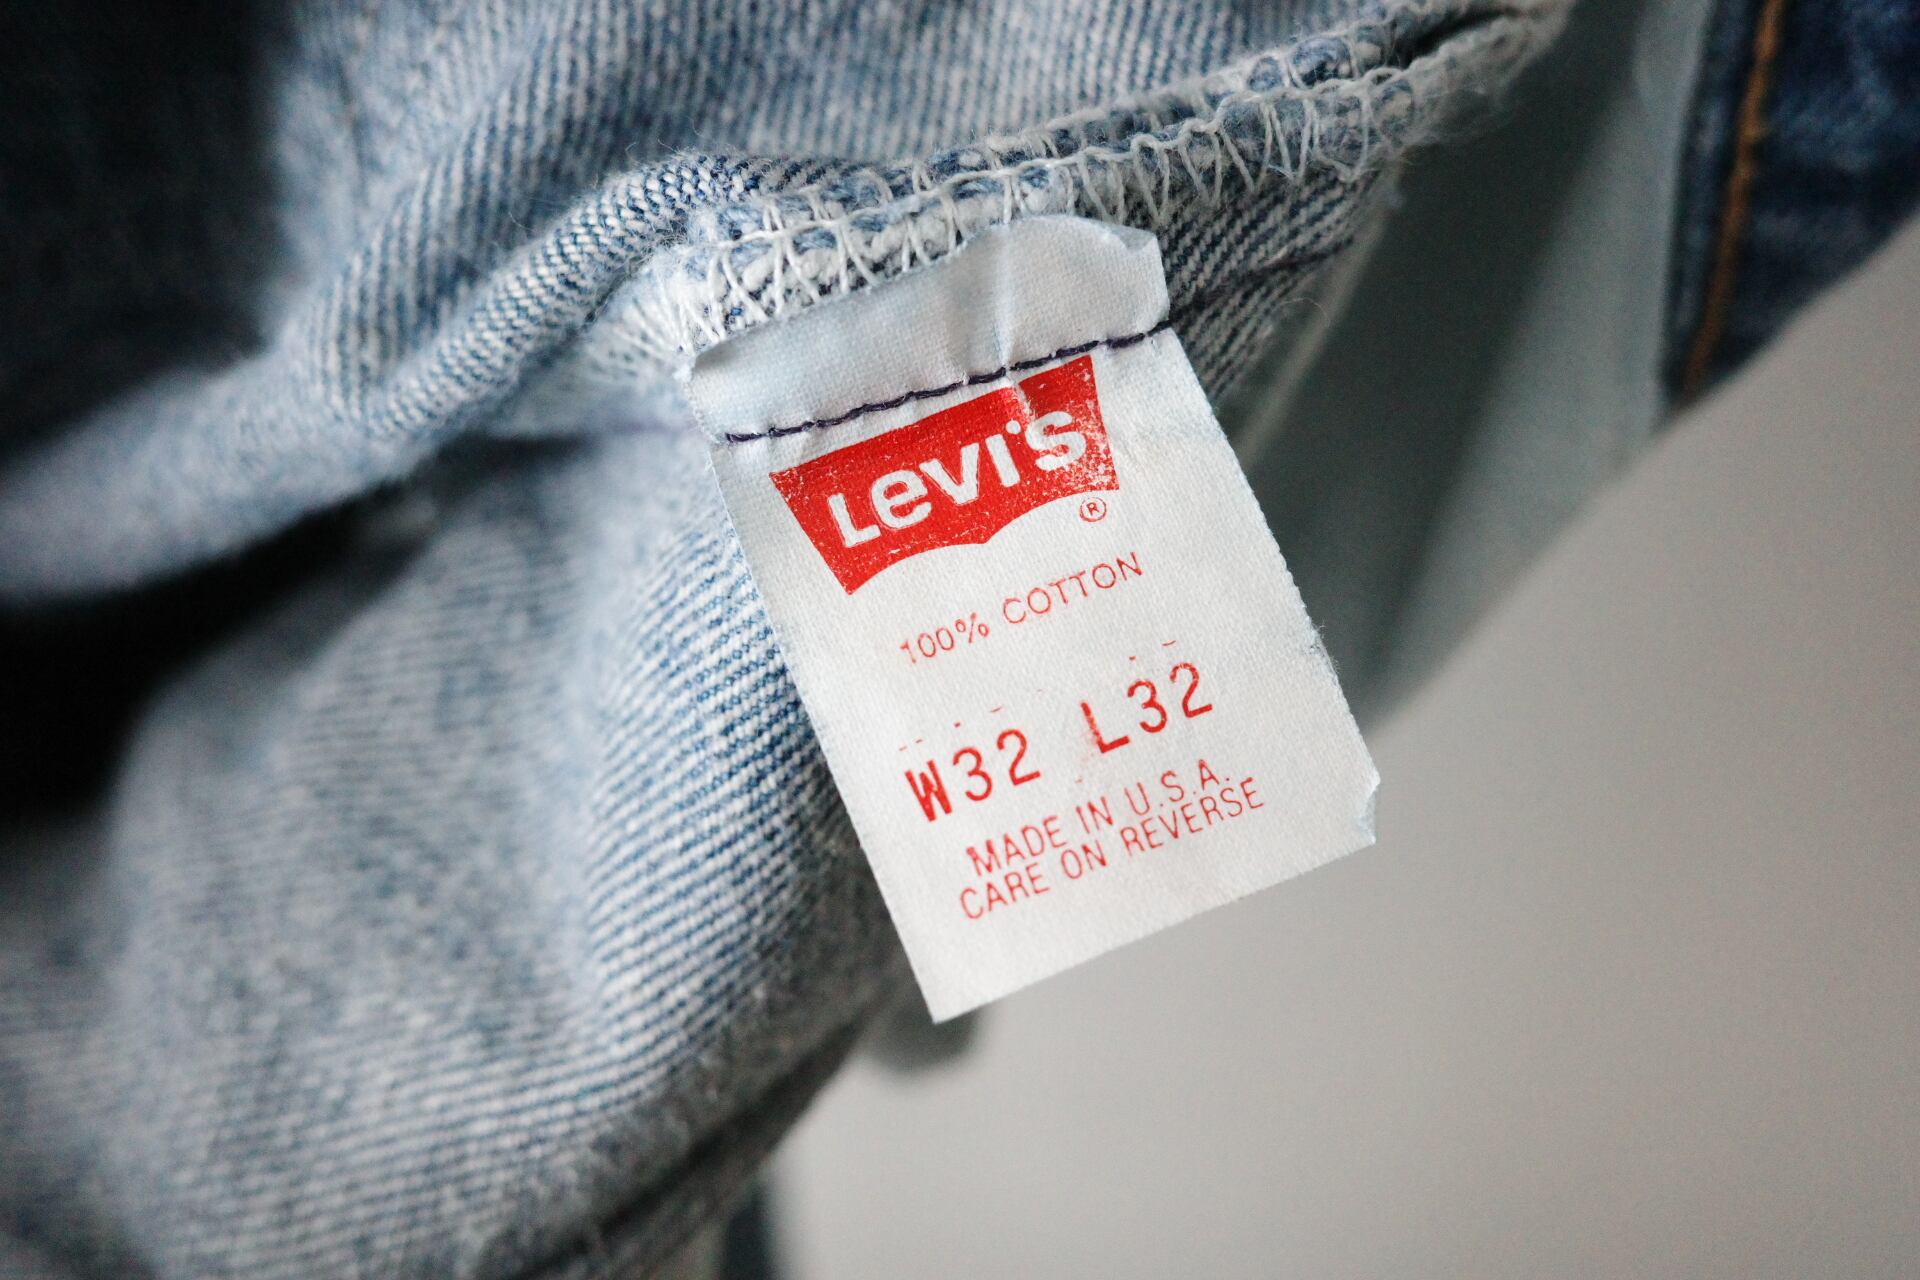 Levi's
®
100% COTTON
W32 L32
MADE IN U.S.A.
CARE ON REVERSE